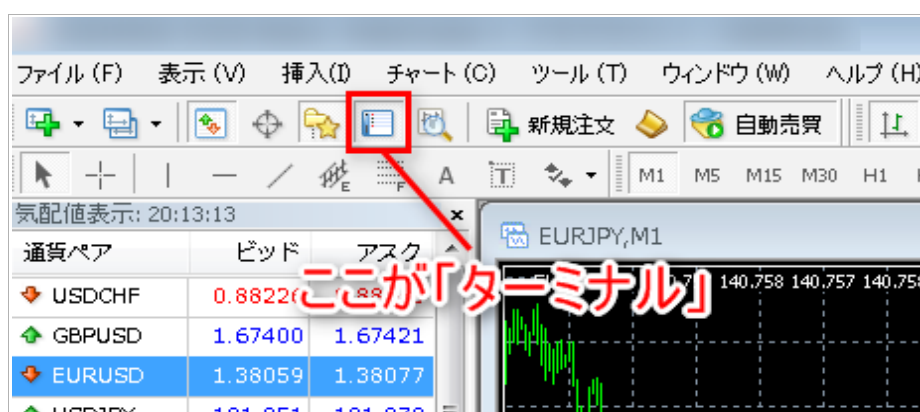 ファイル (F) 表示 (V) 挿入(I) チャート (C) ツール (T) ウィンドウ (W) ヘルプ (H)
新規注文 自動売買
E F A T M1 M5 M15 M30 H1
気配値表示: 20:13:13
EURJPY,M1
通貨ペア ビッド アスク
140.758 140.757 140.758
ここが「ターミナル」
USDCHF 0.88226
GBPUSD 1.67400 1.67421
EURUSD 1.38059 1.38077